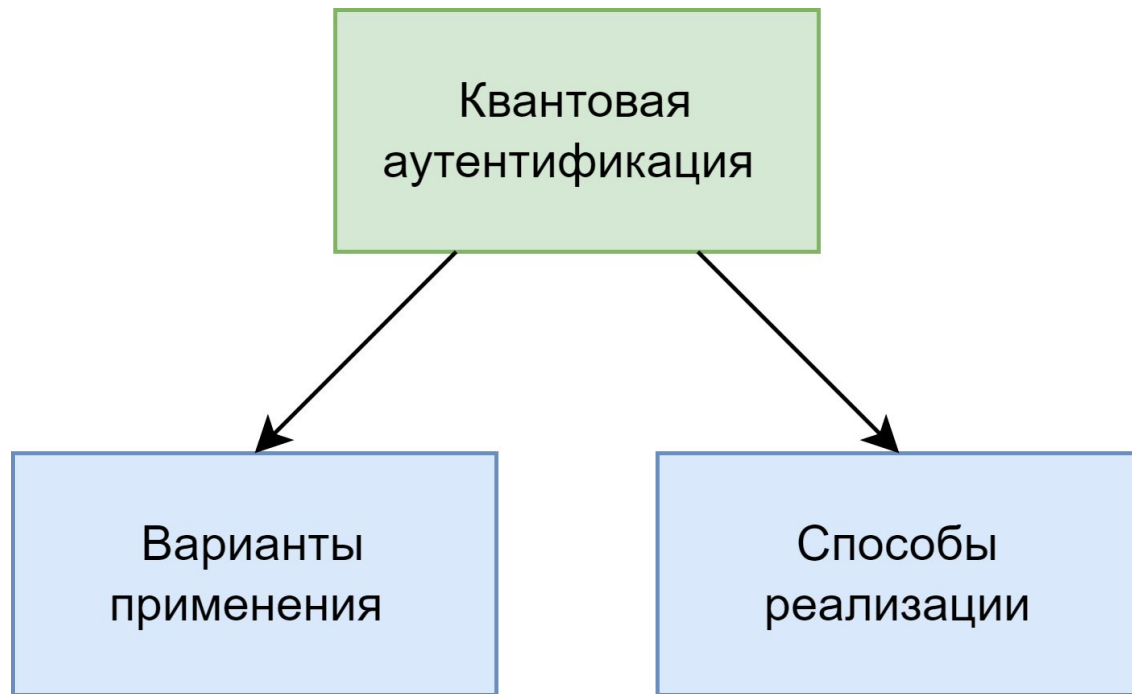 Квантовая
аутентификация
Варианты
применения
Способы
реализации